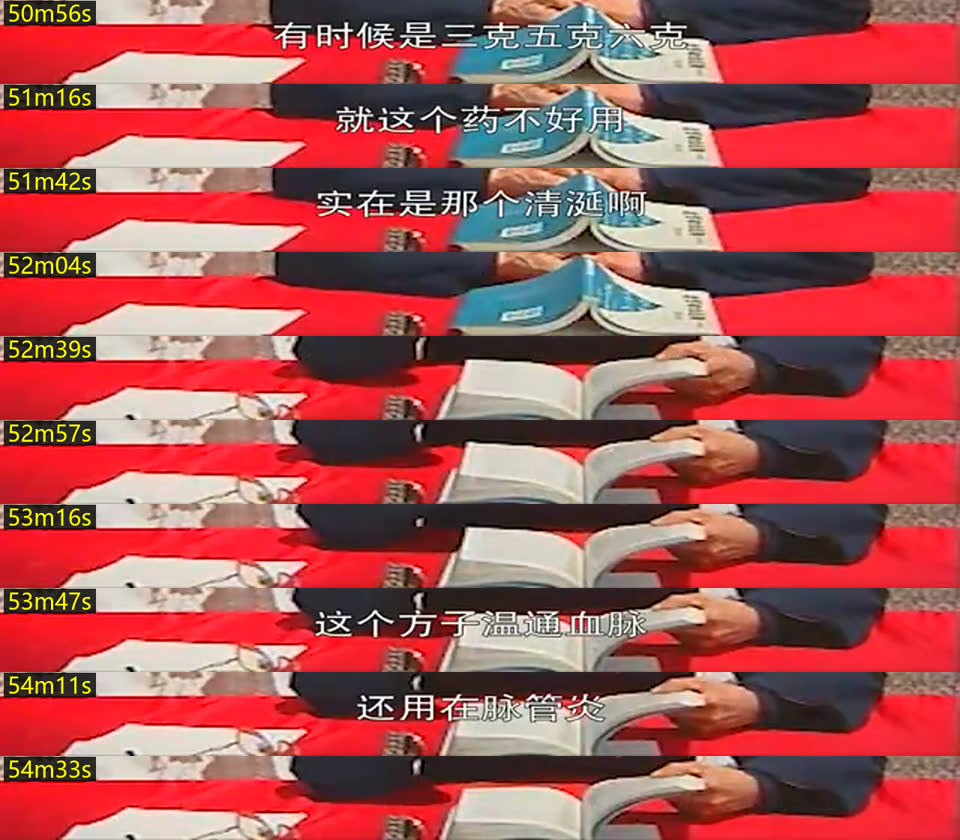 50m56s
有时候是三克五克六克
51m16s
就这个药不好用
51m42s
实在是那个清涎啊
52m04s
52m39s
52m57s
53m16s
53m47s
这个方子温通血脉
54m11s
还用在脉管炎
54m33s